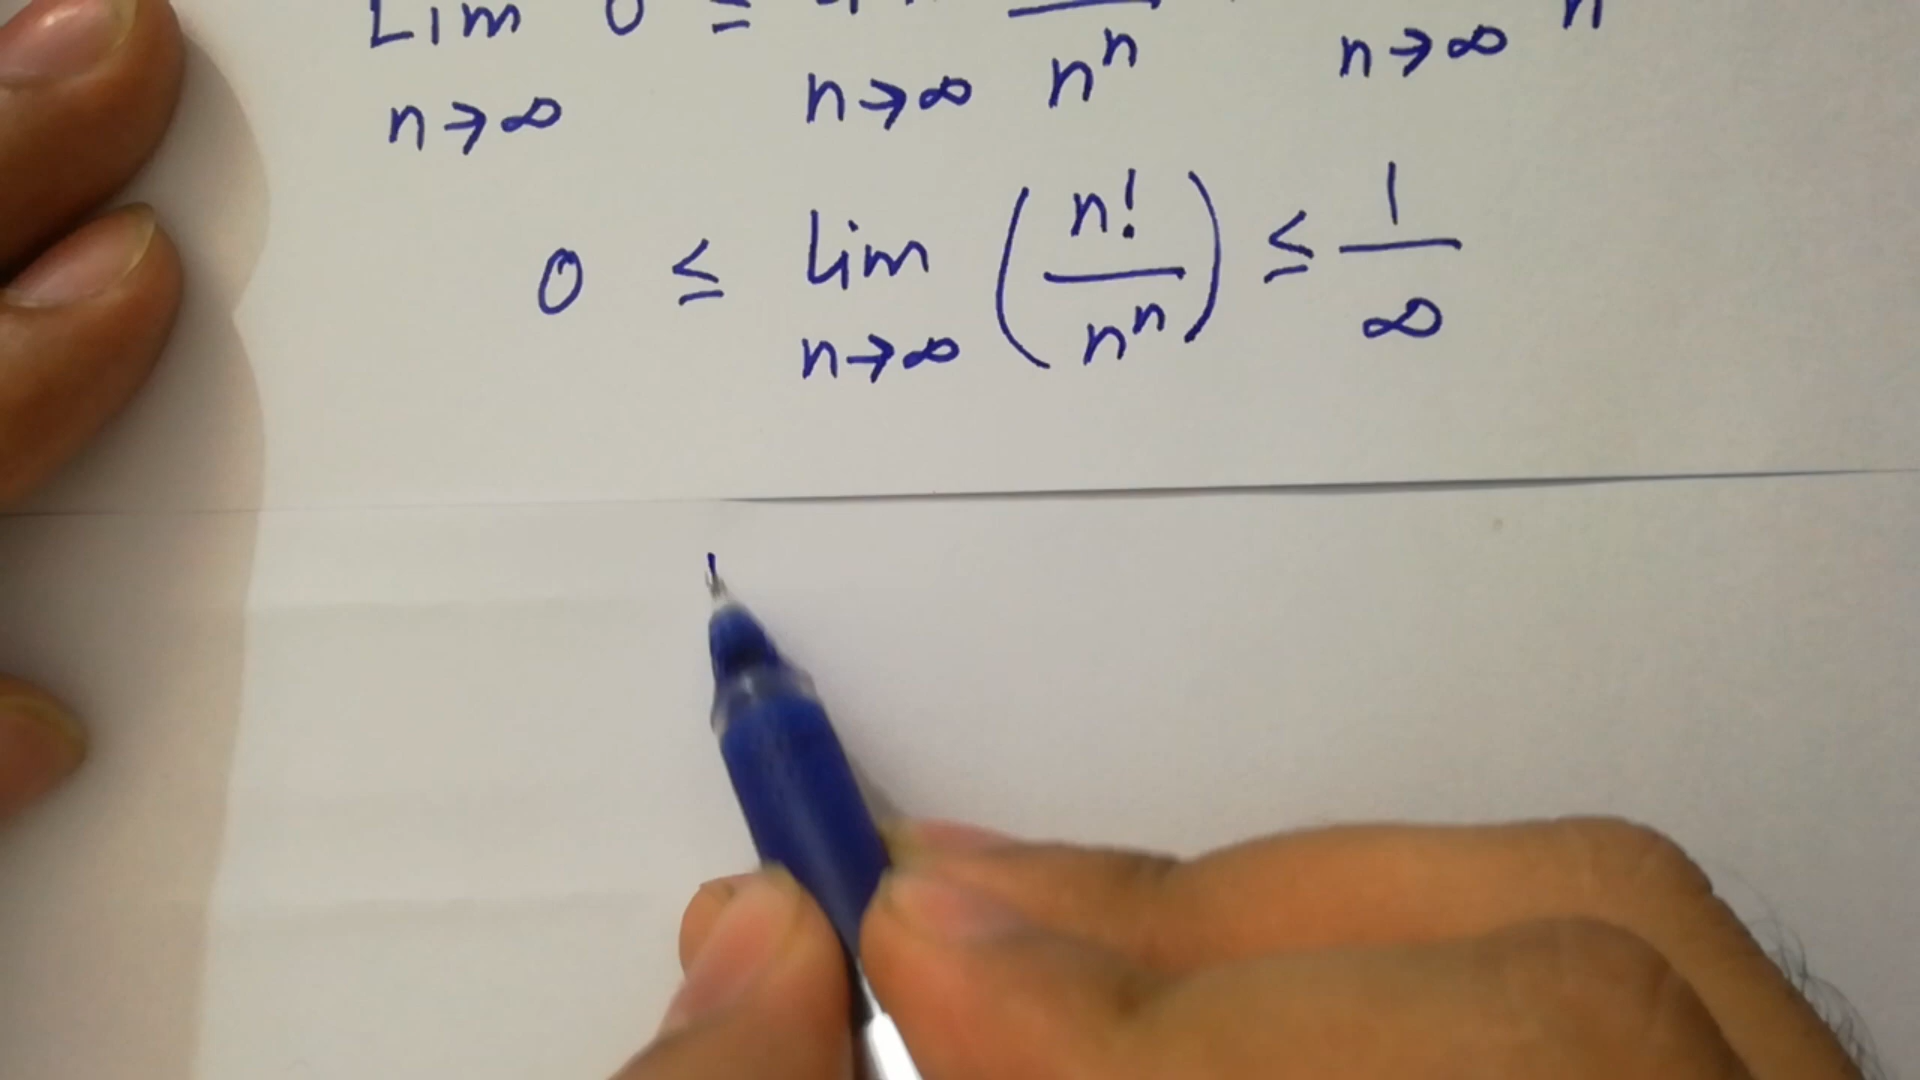 Lim 0 ≤ n^n n
n→∞ n→∞ n→∞
0 ≤ lim (n!/n^n) ≤ 1/∞
n→∞